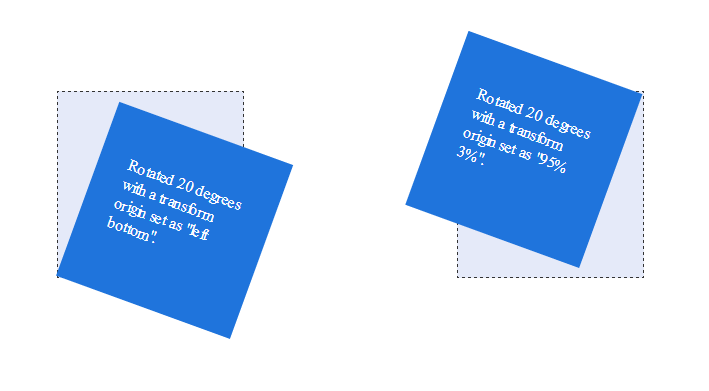 Rotated 20 degrees
with a transform
origin set as "left
bottom".
Rotated 20 degrees
with a transform
origin set as "95%
3%".